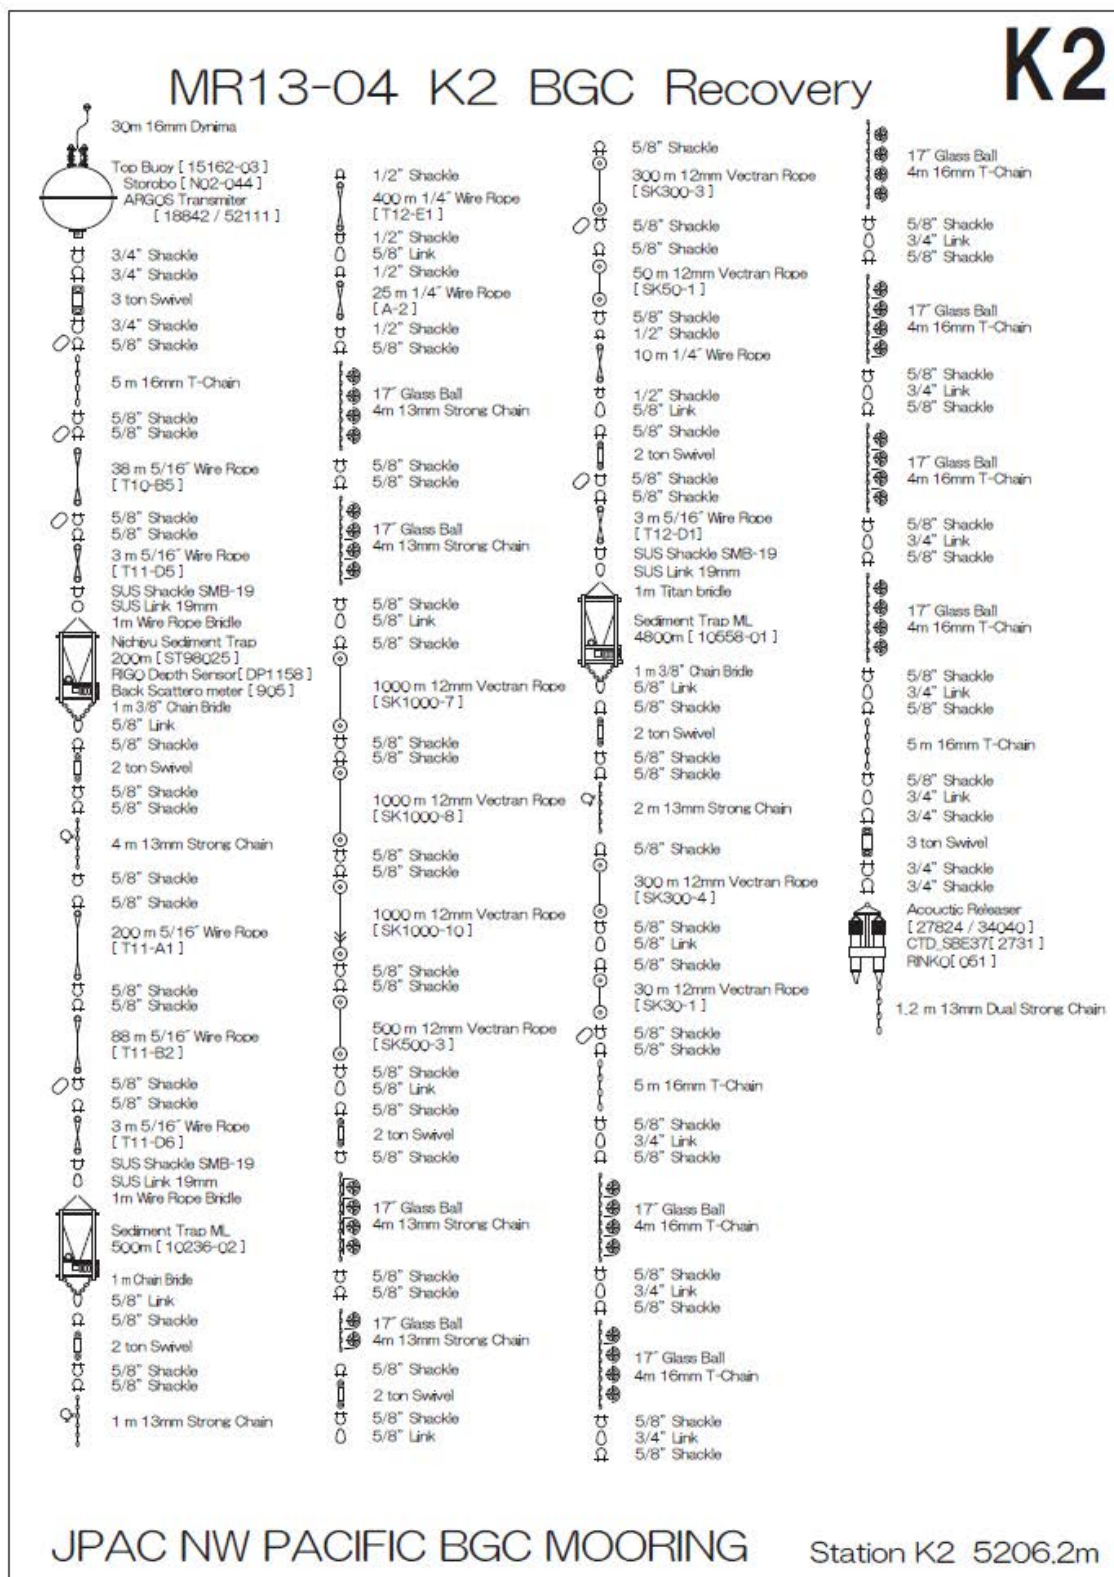 K2
MR13-04 K2 BGC Recovery
30m 16mm Dynima
Top Buoy [ 15162-03 ]
Storobo [ N02-044 ]
ARGOS Transmiter
[ 18842 / 52111 ]
3/4" Shackle
3/4" Shackle
3 ton Swivel
3/4" Shackle
5/8" Shackle
5 m 16mm T-Chain
5/8" Shackle
5/8" Shackle
38 m 5/16" Wire Rope
[ T10-B5 ]
5/8" Shackle
5/8" Shackle
3 m 5/16" Wire Rope
[ T11-D5 ]
SUS Shackle SMB-19
SUS Link 19mm
1m Wire Rope Bridle
Nichiyu Sediment Trap
200m [ ST98025 ]
RIGO Depth Sensor[ DP1158 ]
Back Scattero meter [ 905 ]
1 m 3/8" Chain Bridle
5/8" Link
5/8" Shackle
2 ton Swivel
5/8" Shackle
5/8" Shackle
4 m 13mm Strong Chain
5/8" Shackle
5/8" Shackle
200 m 5/16" Wire Rope
[ T11-A1 ]
5/8" Shackle
5/8" Shackle
88 m 5/16" Wire Rope
[ T11-B2 ]
5/8" Shackle
5/8" Shackle
3 m 5/16" Wire Rope
[ T11-D6 ]
SUS Shackle SMB-19
SUS Link 19mm
1m Wire Rope Bridle
Sediment Trap ML
500m [ 10236-02 ]
1 m Chain Bridle
5/8" Link
5/8" Shackle
2 ton Swivel
5/8" Shackle
5/8" Shackle
1 m 13mm Strong Chain
1/2" Shackle
400 m 1/4" Wire Rope
[ T12-E1 ]
1/2" Shackle
5/8" Link
1/2" Shackle
25 m 1/4" Wire Rope
[ A-2 ]
1/2" Shackle
5/8" Shackle
17" Glass Ball
4m 13mm Strong Chain
5/8" Shackle
5/8" Shackle
17" Glass Ball
4m 13mm Strong Chain
5/8" Shackle
5/8" Link
5/8" Shackle
1000 m 12mm Vectran Rope
[ SK1000-7 ]
5/8" Shackle
5/8" Shackle
1000 m 12mm Vectran Rope
[ SK1000-8 ]
5/8" Shackle
5/8" Shackle
1000 m 12mm Vectran Rope
[ SK1000-10 ]
5/8" Shackle
5/8" Shackle
500 m 12mm Vectran Rope
[ SK500-3 ]
5/8" Shackle
5/8" Link
5/8" Shackle
2 ton Swivel
5/8" Shackle
17" Glass Ball
4m 13mm Strong Chain
5/8" Shackle
5/8" Shackle
17" Glass Ball
4m 13mm Strong Chain
5/8" Shackle
2 ton Swivel
5/8" Shackle
5/8" Link
5/8" Shackle
300 m 12mm Vectran Rope
[ SK300-3 ]
5/8" Shackle
5/8" Shackle
50 m 12mm Vectran Rope
[ SK50-1 ]
5/8" Shackle
1/2" Shackle
10 m 1/4" Wire Rope
1/2" Shackle
5/8" Link
5/8" Shackle
2 ton Swivel
5/8" Shackle
5/8" Shackle
3 m 5/16" Wire Rope
[ T12-D1]
SUS Shackle SMB-19
SUS Link 19mm
1m Titan bridle
Sediment Trap ML
4800m [ 10558-01 ]
1 m 3/8" Chain Bridle
5/8" Link
5/8" Shackle
2 ton Swivel
5/8" Shackle
5/8" Shackle
2 m 13mm Strong Chain
5/8" Shackle
300 m 12mm Vectran Rope
[ SK300-4 ]
5/8" Shackle
5/8" Link
5/8" Shackle
30 m 12mm Vectran Rope
[ SK30-1 ]
5/8" Shackle
5/8" Shackle
5 m 16mm T-Chain
5/8" Shackle
3/4" Link
5/8" Shackle
17" Glass Ball
4m 16mm T-Chain
5/8" Shackle
3/4" Link
5/8" Shackle
17" Glass Ball
4m 16mm T-Chain
5/8" Shackle
3/4" Link
5/8" Shackle
17" Glass Ball
4m 16mm T-Chain
5/8" Shackle
3/4" Link
5/8" Shackle
17" Glass Ball
4m 16mm T-Chain
5/8" Shackle
3/4" Link
5/8" Shackle
17" Glass Ball
4m 16mm T-Chain
5/8" Shackle
3/4" Link
5/8" Shackle
17" Glass Ball
4m 16mm T-Chain
5/8" Shackle
3/4" Link
5/8" Shackle
5 m 16mm T-Chain
5/8" Shackle
3/4" Link
3/4" Shackle
3 ton Swivel
3/4" Shackle
3/4" Shackle
Acouctic Releaser
[ 27824 / 34040 ]
CTD_SBE37[ 2731 ]
RINKO[ 051 ]
1.2 m 13mm Dual Strong Chain
JPAC NW PACIFIC BGC MOORING
Station K2 5206.2m